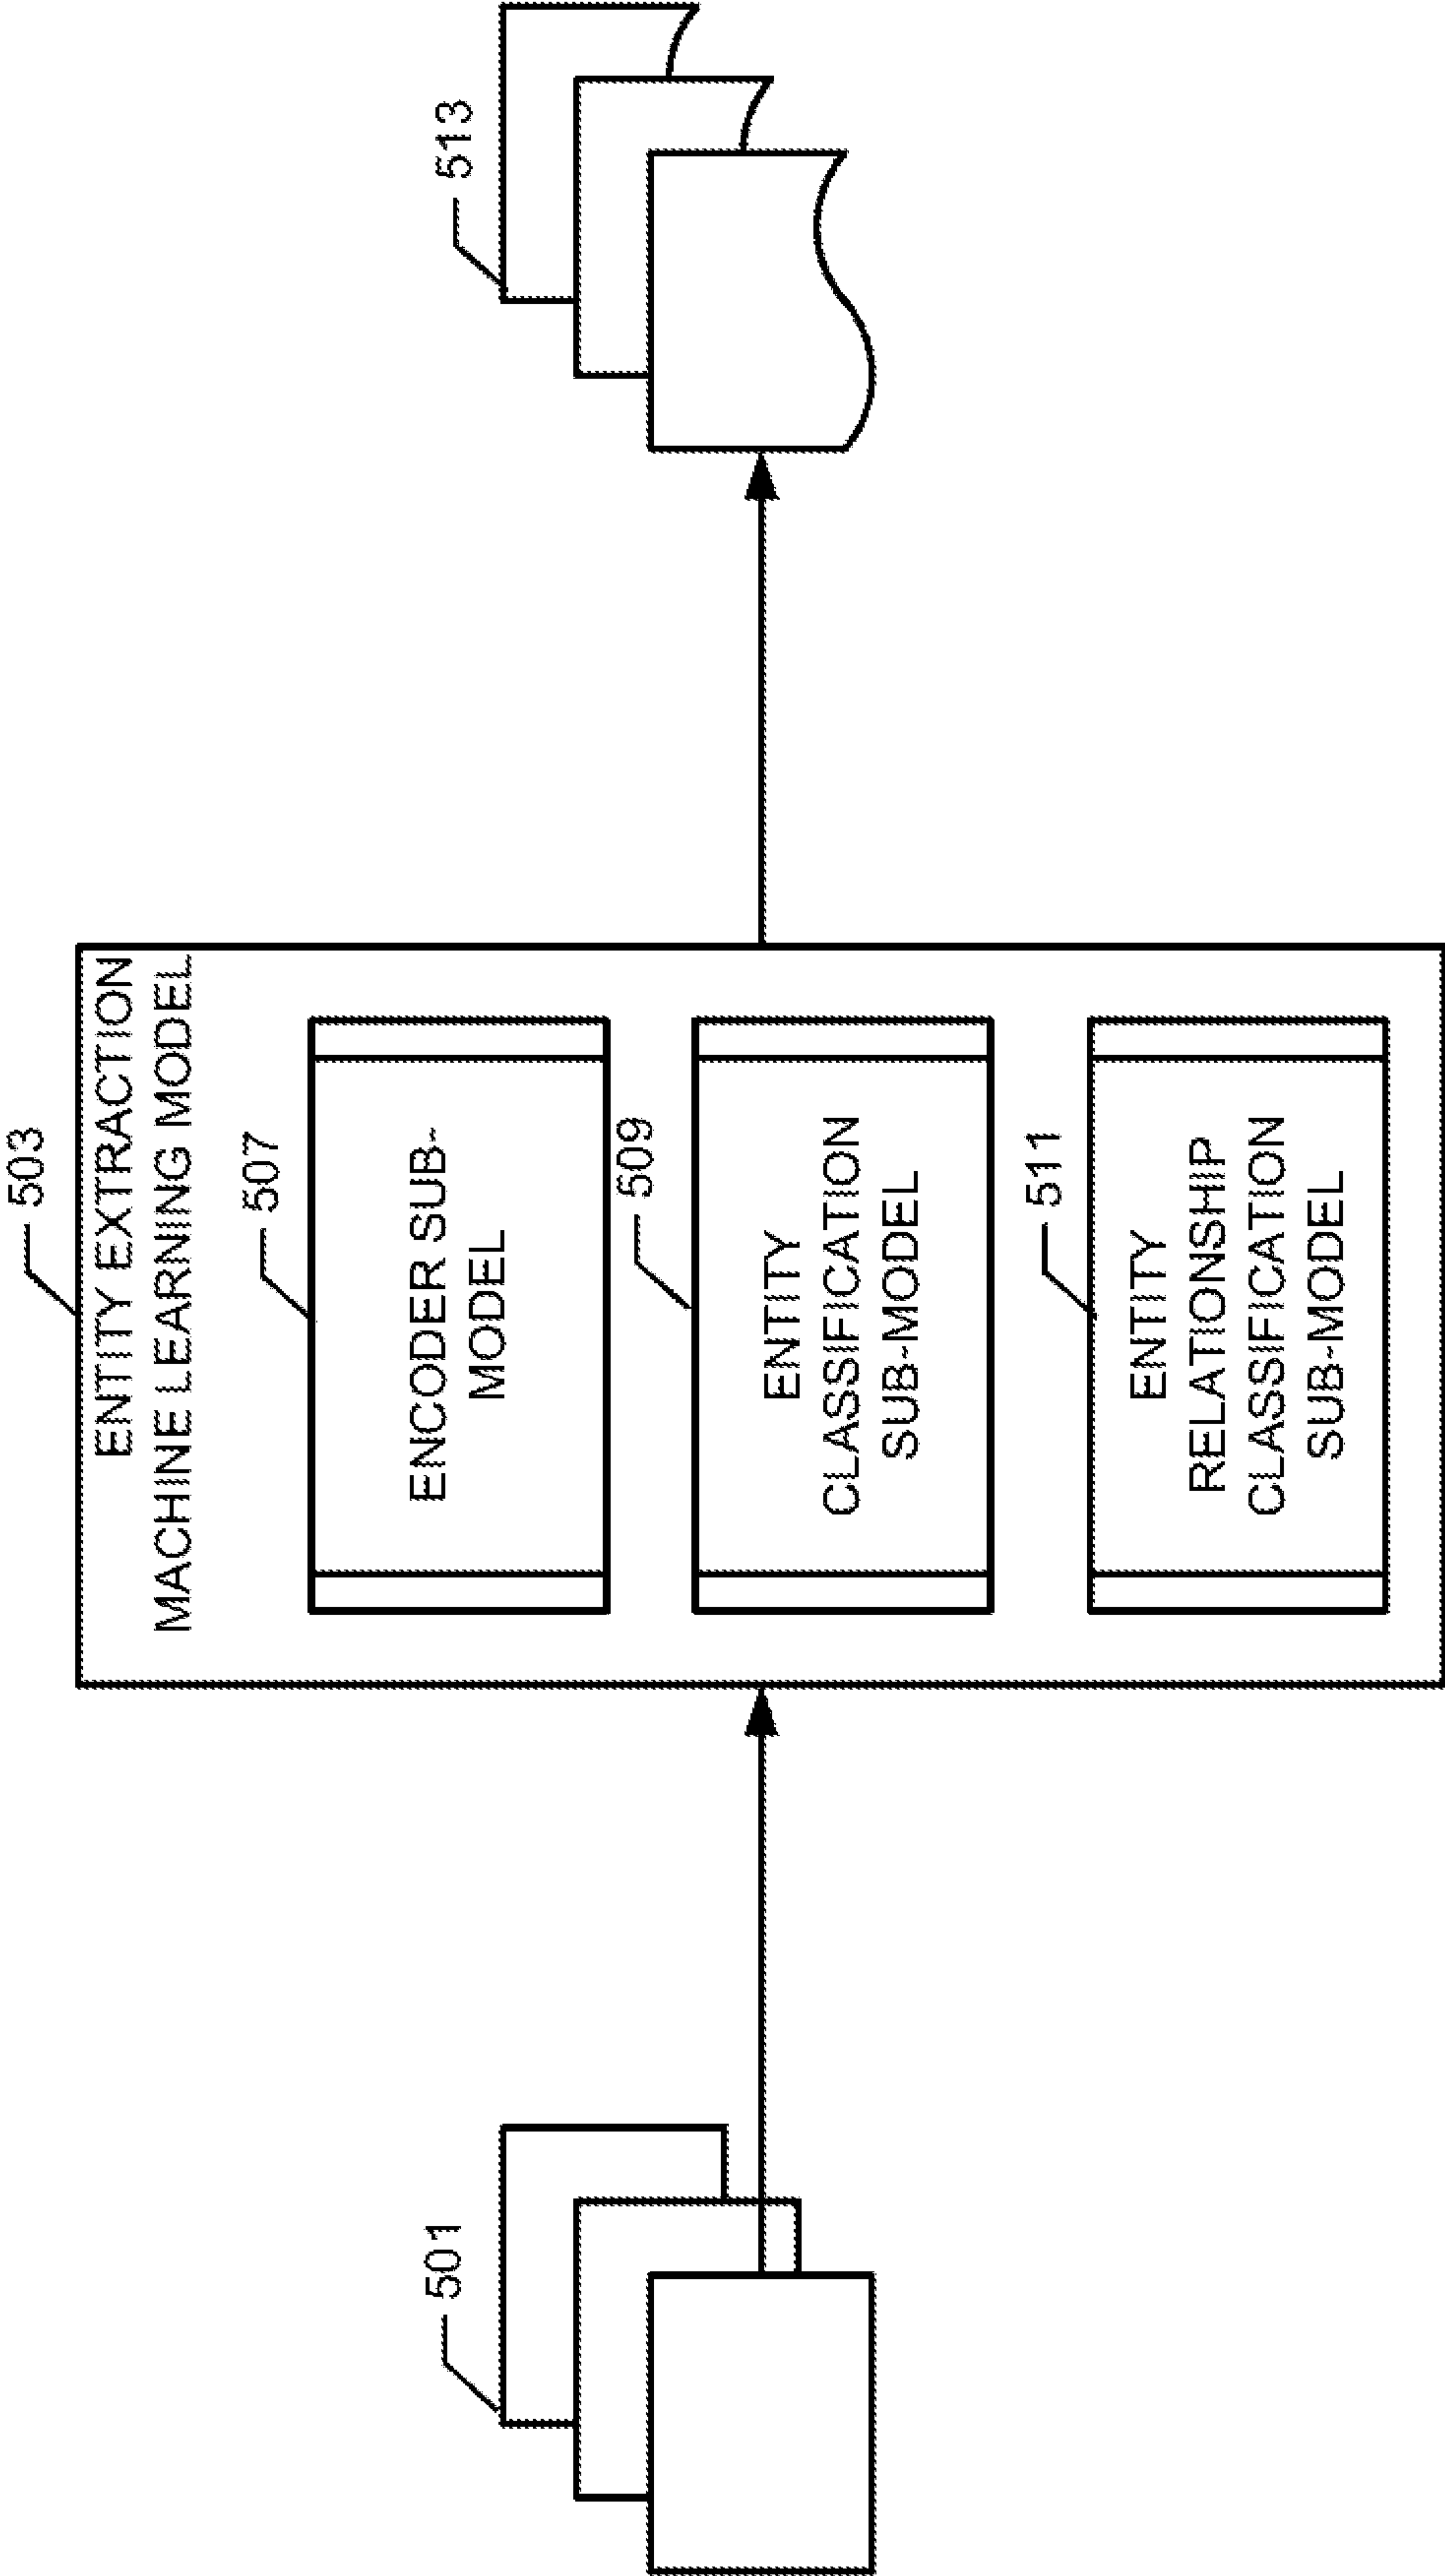 501
503
ENTITY EXTRACTION
MACHINE LEARNING MODEL
507
ENCODER SUB-
MODEL
509
ENTITY
CLASSIFICATION
SUB-MODEL
511
ENTITY
RELATIONSHIP
CLASSIFICATION
SUB-MODEL
513